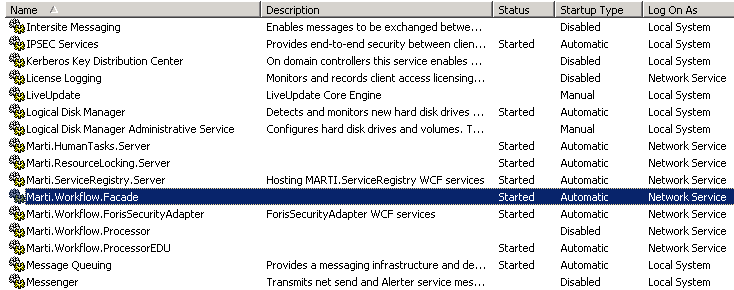 Name Description Status Startup Type Log On As
Intersite Messaging Enables messages to be exchanged betwe... Disabled Local System
IPSEC Services Provides end-to-end security between clien... Started Automatic Local System
Kerberos Key Distribution Center On domain controllers this service enables ... Disabled Local System
License Logging Monitors and records client access licensing... Disabled Network Service
LiveUpdate LiveUpdate Core Engine Manual Local System
Logical Disk Manager Detects and monitors new hard disk drives ... Started Automatic Local System
Logical Disk Manager Administrative Service Configures hard disk drives and volumes. T... Manual Local System
Marti.HumanTasks.Server Started Automatic Network Service
Marti.ResourceLocking.Server Started Automatic Network Service
Marti.ServiceRegistry.Server Hosting MARTI.ServiceRegistry WCF services Started Automatic Network Service
Marti.Workflow.Facade Started Automatic Network Service
Marti.Workflow.ForisSecurityAdapter ForisSecurityAdapter WCF services Started Automatic Network Service
Marti.Workflow.Processor Disabled Network Service
Marti.Workflow.ProcessorEDU Started Automatic Network Service
Message Queuing Provides a messaging infrastructure and de... Started Automatic Local System
Messenger Transmits net send and Alerter service mes... Disabled Local System